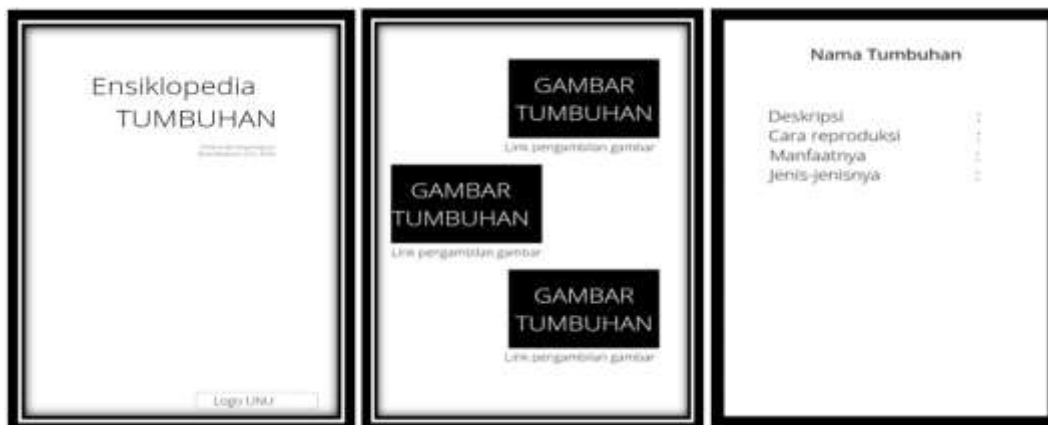 Ensiklopedia
TUMBUHAN
Logo UNU
GAMBAR
TUMBUHAN
Link pengambilan gambar
GAMBAR
TUMBUHAN
Link pengambilan gambar
GAMBAR
TUMBUHAN
Link pengambilan gambar
Nama Tumbuhan
Deskripsi :
Cara reproduksi :
Manfaatnya :
Jenis-jenisnya :